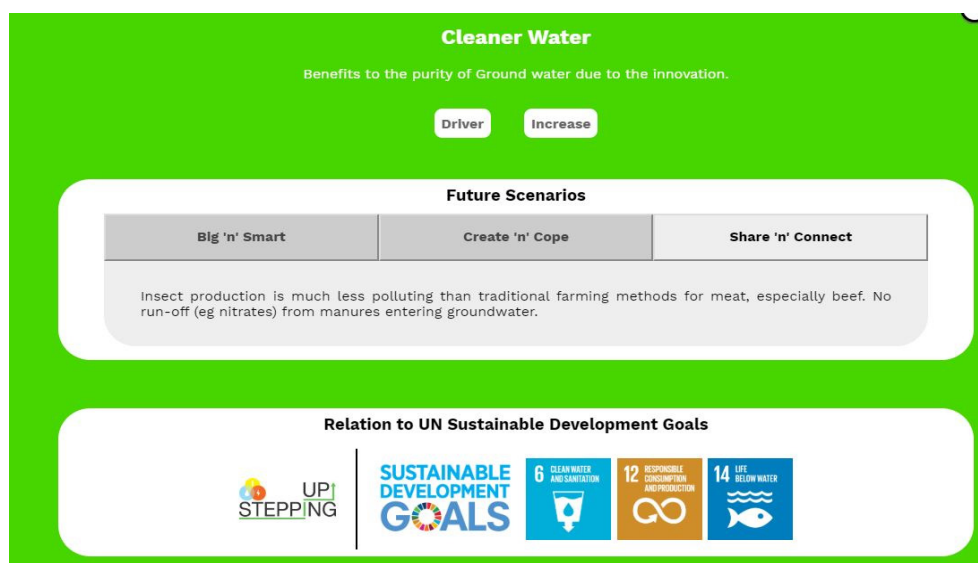 Cleaner Water
Benefits to the purity of Ground water due to the innovation.
Driver Increase
Future Scenarios
Big 'n' Smart Create 'n' Cope Share 'n' Connect
Insect production is much less polluting than traditional farming methods for meat, especially beef. No
run-off (eg nitrates) from manures entering groundwater.
Relation to UN Sustainable Development Goals
UP
STEPPING
SUSTAINABLE
DEVELOPMENT
GOALS
6 CLEAN WATER
AND SANITATION
12 RESPONSIBLE
CONSUMPTION
AND PRODUCTION
14 LIFE
BELOW WATER